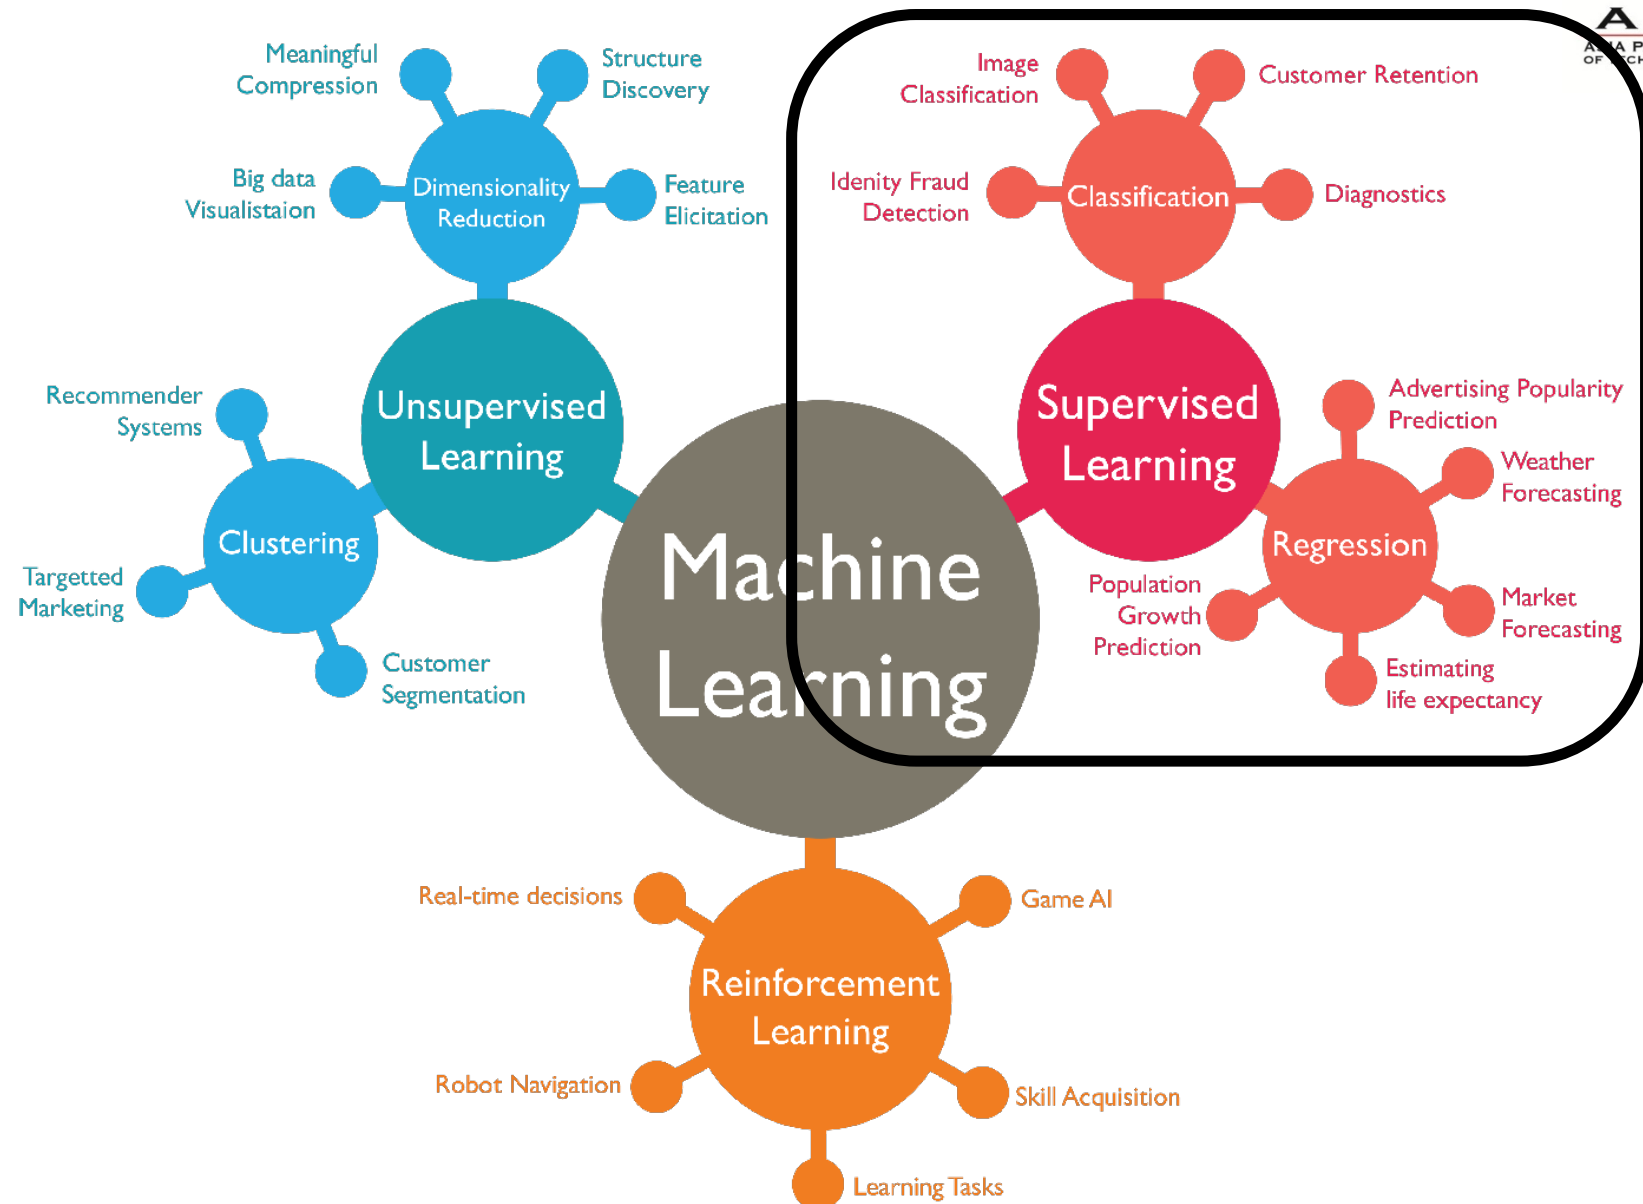 Meaningful
Compression
Structure
Discovery
Big data
Visualistaion
Dimensionality
Reduction
Feature
Elicitation
Image
Classification
Customer Retention
Idenity Fraud
Detection
Classification
Diagnostics
Recommender
Systems
Unsupervised
Learning
Clustering
Targetted
Marketing
Customer
Segmentation
Supervised
Learning
Advertising Popularity
Prediction
Weather
Forecasting
Regression
Population
Growth
Prediction
Market
Forecasting
Estimating
life expectancy
Machine
Learning
Real-time decisions
Game AI
Reinforcement
Learning
Robot Navigation
Skill Acquisition
Learning Tasks
A
ASIA P
OF